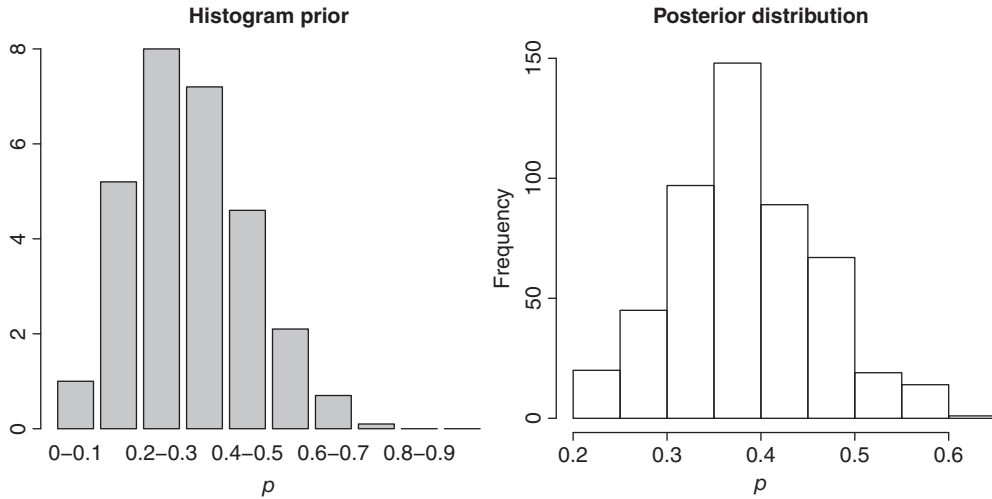 Histogram prior
8
6
4
2
0
0–0.1 0.2–0.3 0.4–0.5 0.6–0.7 0.8–0.9
p
Posterior distribution
Frequency
150
100
50
0
0.2 0.3 0.4 0.5 0.6
p